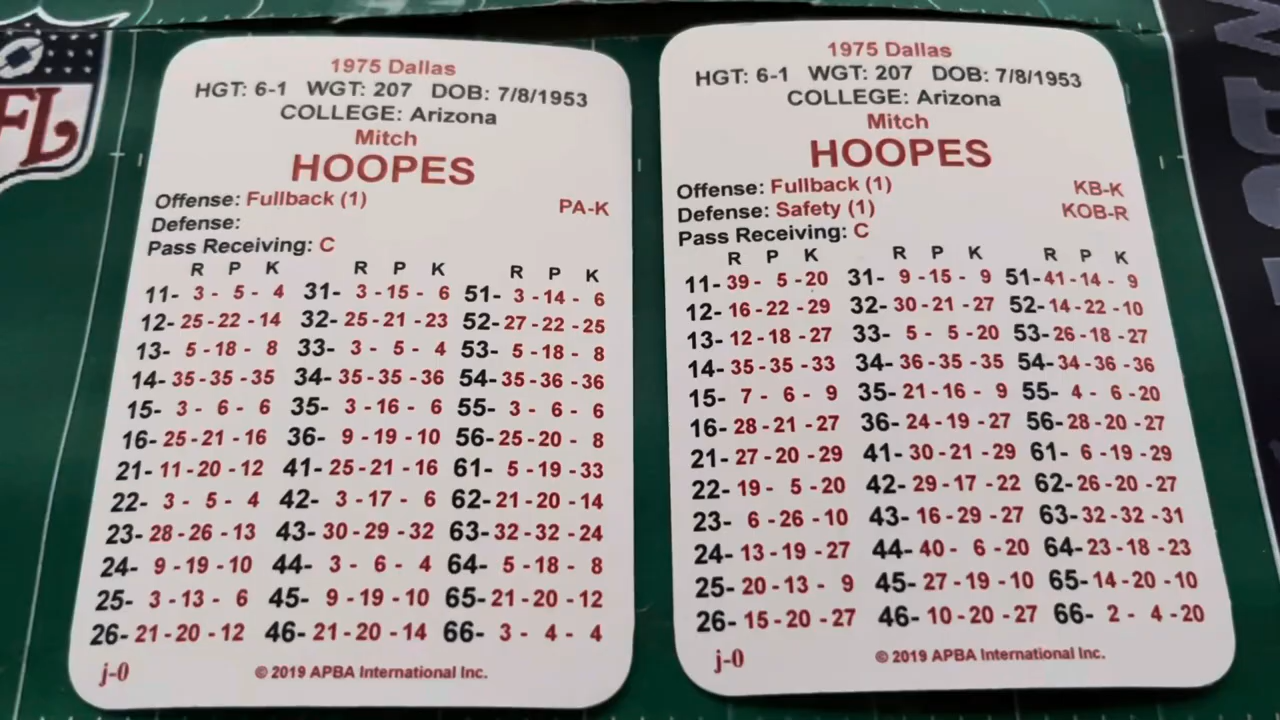 FL
1975 Dallas
HGT: 6-1 WGT: 207 DOB: 7/8/1953
COLLEGE: Arizona
Mitch
HOOPES
Offense: Fullback (1)
PA-K
Defense:
Pass Receiving: C
R P K R P K R P K
11- 3 - 5 - 4 31- 3 -15 - 6 51- 3 -14 - 6
12- 25 -22 -14 32- 25 -21 -23 52- 27 -22 -25
13- 5 -18 - 8 33- 3 - 5 - 4 53- 5 -18 - 8
14- 35 -35 -35 34- 35 -35 -36 54- 35 -36 -36
15- 3 - 6 - 6 35- 3 -16 - 6 55- 3 - 6 - 6
16- 25 -21 -16 36- 9 -19 -10 56- 25 -20 - 8
21- 11 -20 -12 41- 25 -21 -16 61- 5 -19 -33
22- 3 - 5 - 4 42- 3 -17 - 6 62- 21 -20 -14
23- 28 -26 -13 43- 30 -29 -32 63- 32 -32 -24
24- 9 -19 -10 44- 3 - 6 - 4 64- 5 -18 - 8
25- 3 -13 - 6 45- 9 -19 -10 65- 21 -20 -12
26- 21 -20 -12 46- 21 -20 -14 66- 3 - 4 - 4
j-0
© 2019 APBA International Inc.
1975 Dallas
HGT: 6-1 WGT: 207 DOB: 7/8/1953
COLLEGE: Arizona
Mitch
HOOPES
Offense: Fullback (1)
KB-K
Defense: Safety (1)
KOB-R
Pass Receiving: C
R P K R P K R P K
11- 39 - 5 -20 31- 9 -15 - 9 51- 41 -14 - 9
12- 16 -22 -29 32- 30 -21 -27 52- 14 -22 -10
13- 12 -18 -27 33- 5 - 5 -20 53- 26 -18 -27
14- 35 -35 -33 34- 36 -35 -35 54- 34 -36 -36
15- 7 - 6 - 9 35- 21 -16 - 9 55- 4 - 6 -20
16- 28 -21 -27 36- 24 -19 -27 56- 28 -20 -27
21- 27 -20 -29 41- 30 -21 -29 61- 6 -19 -29
22- 19 - 5 -20 42- 29 -17 -22 62- 26 -20 -27
23- 6 -26 -10 43- 16 -29 -27 63- 32 -32 -31
24- 13 -19 -27 44- 40 - 6 -20 64- 23 -18 -23
25- 20 -13 - 9 45- 27 -19 -10 65- 14 -20 -10
26- 15 -20 -27 46- 10 -20 -27 66- 2 - 4 -20
j-0
© 2019 APBA International Inc.